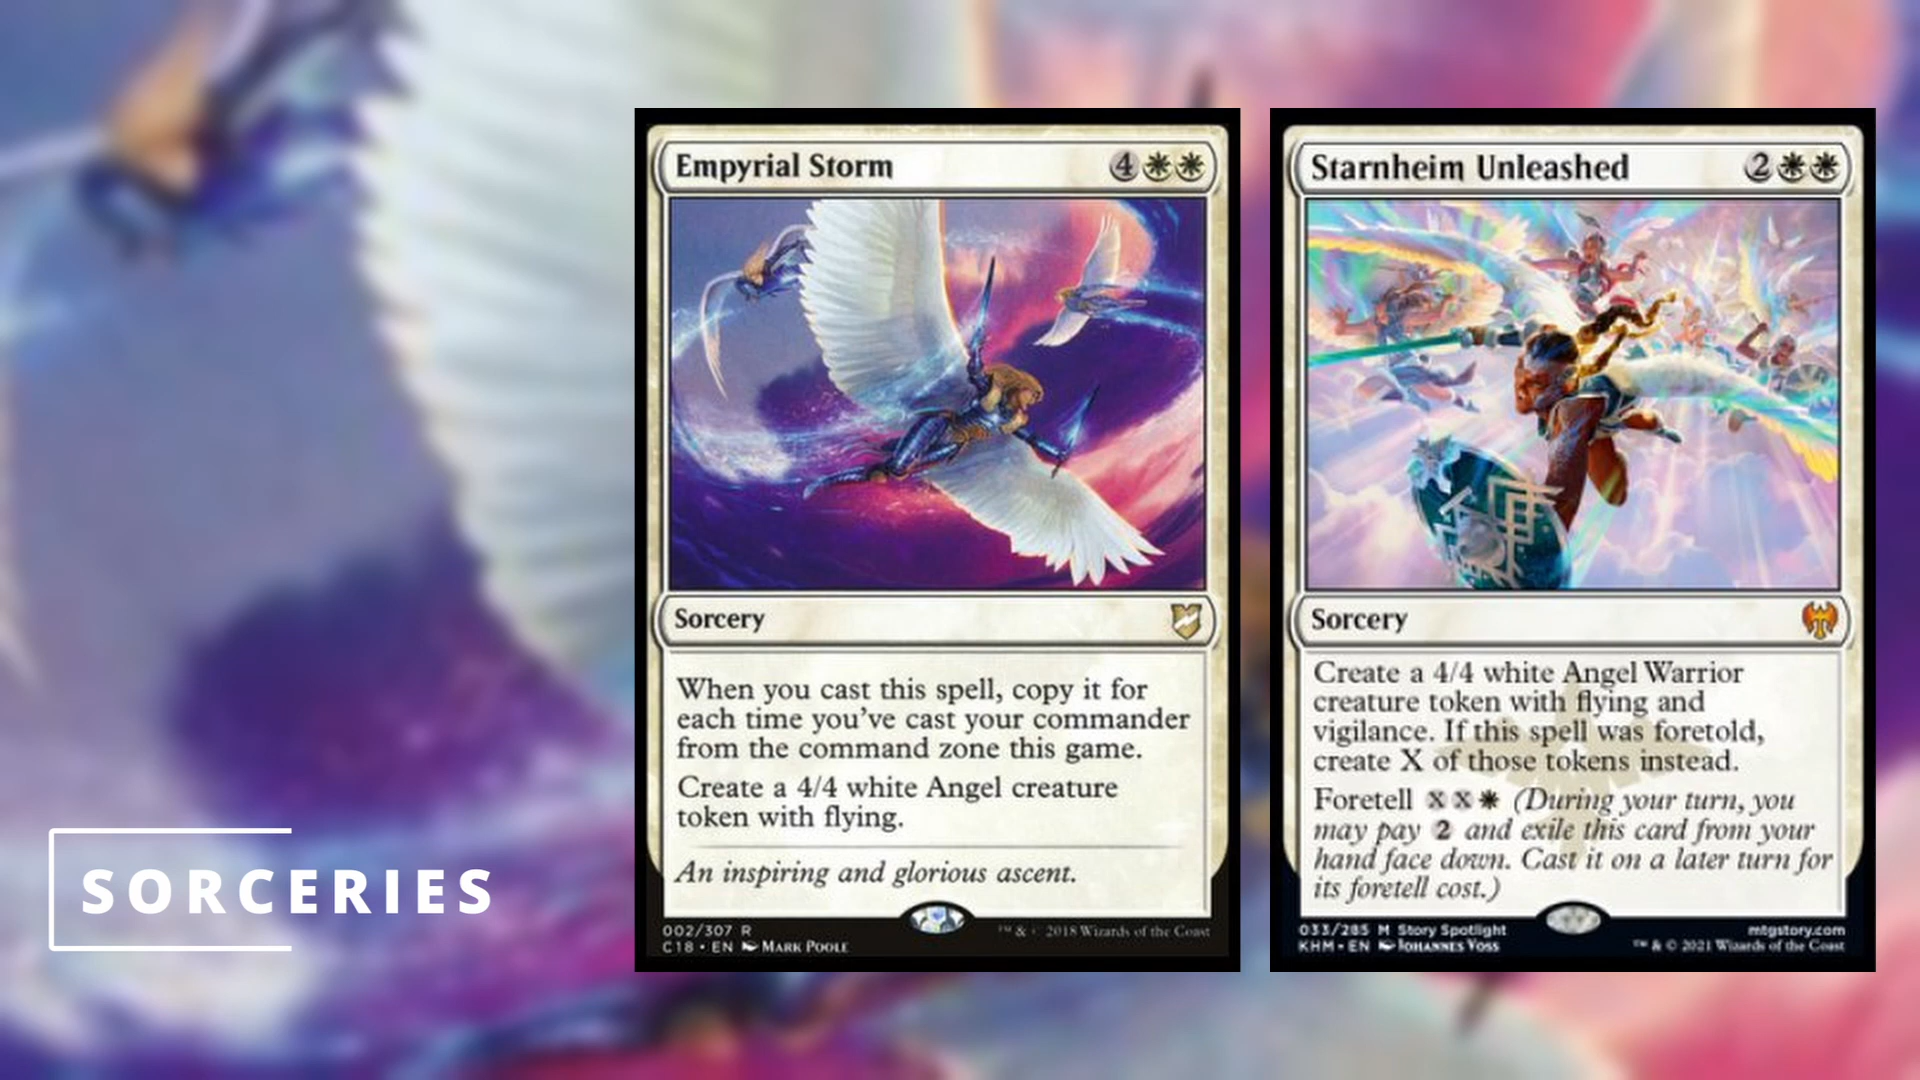 SORCERIES
Empyrial Storm 4
Sorcery
When you cast this spell, copy it for
each time you've cast your commander
from the command zone this game.
Create a 4/4 white Angel creature
token with flying.
An inspiring and glorious ascent.
002/307 R
C18 • EN Mark Poole
™ & © 2018 Wizards of the Coast
Starnheim Unleashed 2
Sorcery
Create a 4/4 white Angel Warrior
creature token with flying and
vigilance. If this spell was foretold,
create X of those tokens instead.
Foretell X X (During your turn, you
may pay 2 and exile this card from your
hand face down. Cast it on a later turn for
its foretell cost.)
033/285 M Story Spotlight
KHM • EN Johannes Voss
mtgstory.com
™ & © 2021 Wizards of the Coast